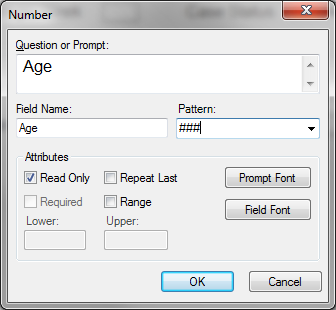 Number
Question or Prompt:
Age
Field Name:
Pattern:
Age
###
Attributes
Read Only
Repeat Last
Prompt Font
Required
Range
Field Font
Lower:
Upper:
OK
Cancel